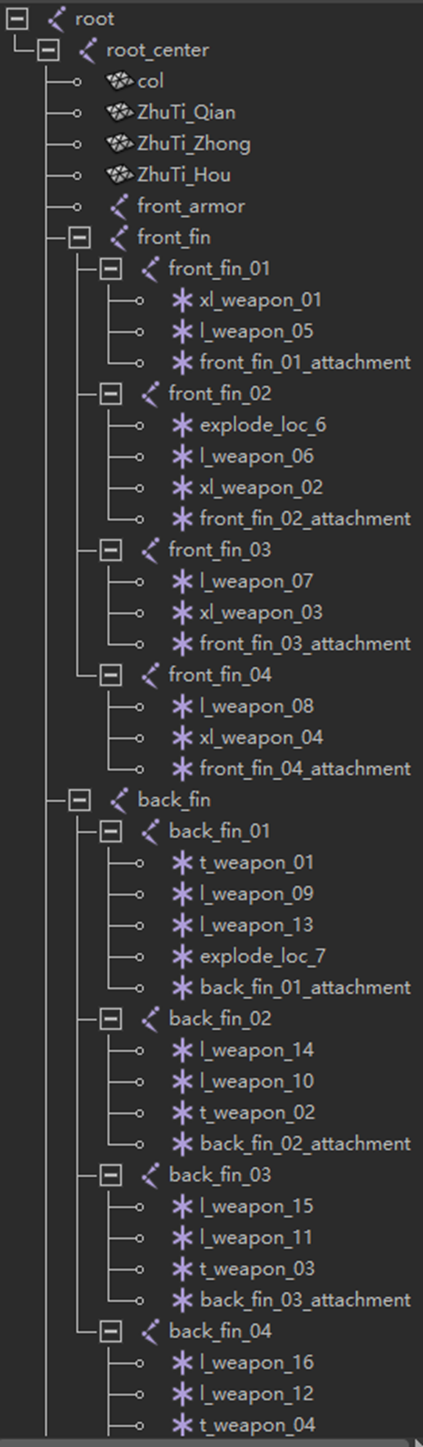 root
root_center
col
ZhuTi_Qian
ZhuTi_Zhong
ZhuTi_Hou
front_armor
front_fin
front_fin_01
xl_weapon_01
l_weapon_05
front_fin_01_attachment
front_fin_02
explode_loc_6
l_weapon_06
xl_weapon_02
front_fin_02_attachment
front_fin_03
l_weapon_07
xl_weapon_03
front_fin_03_attachment
front_fin_04
l_weapon_08
xl_weapon_04
front_fin_04_attachment
back_fin
back_fin_01
t_weapon_01
l_weapon_09
l_weapon_13
explode_loc_7
back_fin_01_attachment
back_fin_02
l_weapon_14
l_weapon_10
t_weapon_02
back_fin_02_attachment
back_fin_03
l_weapon_15
l_weapon_11
t_weapon_03
back_fin_03_attachment
back_fin_04
l_weapon_16
l_weapon_12
t_weapon_04